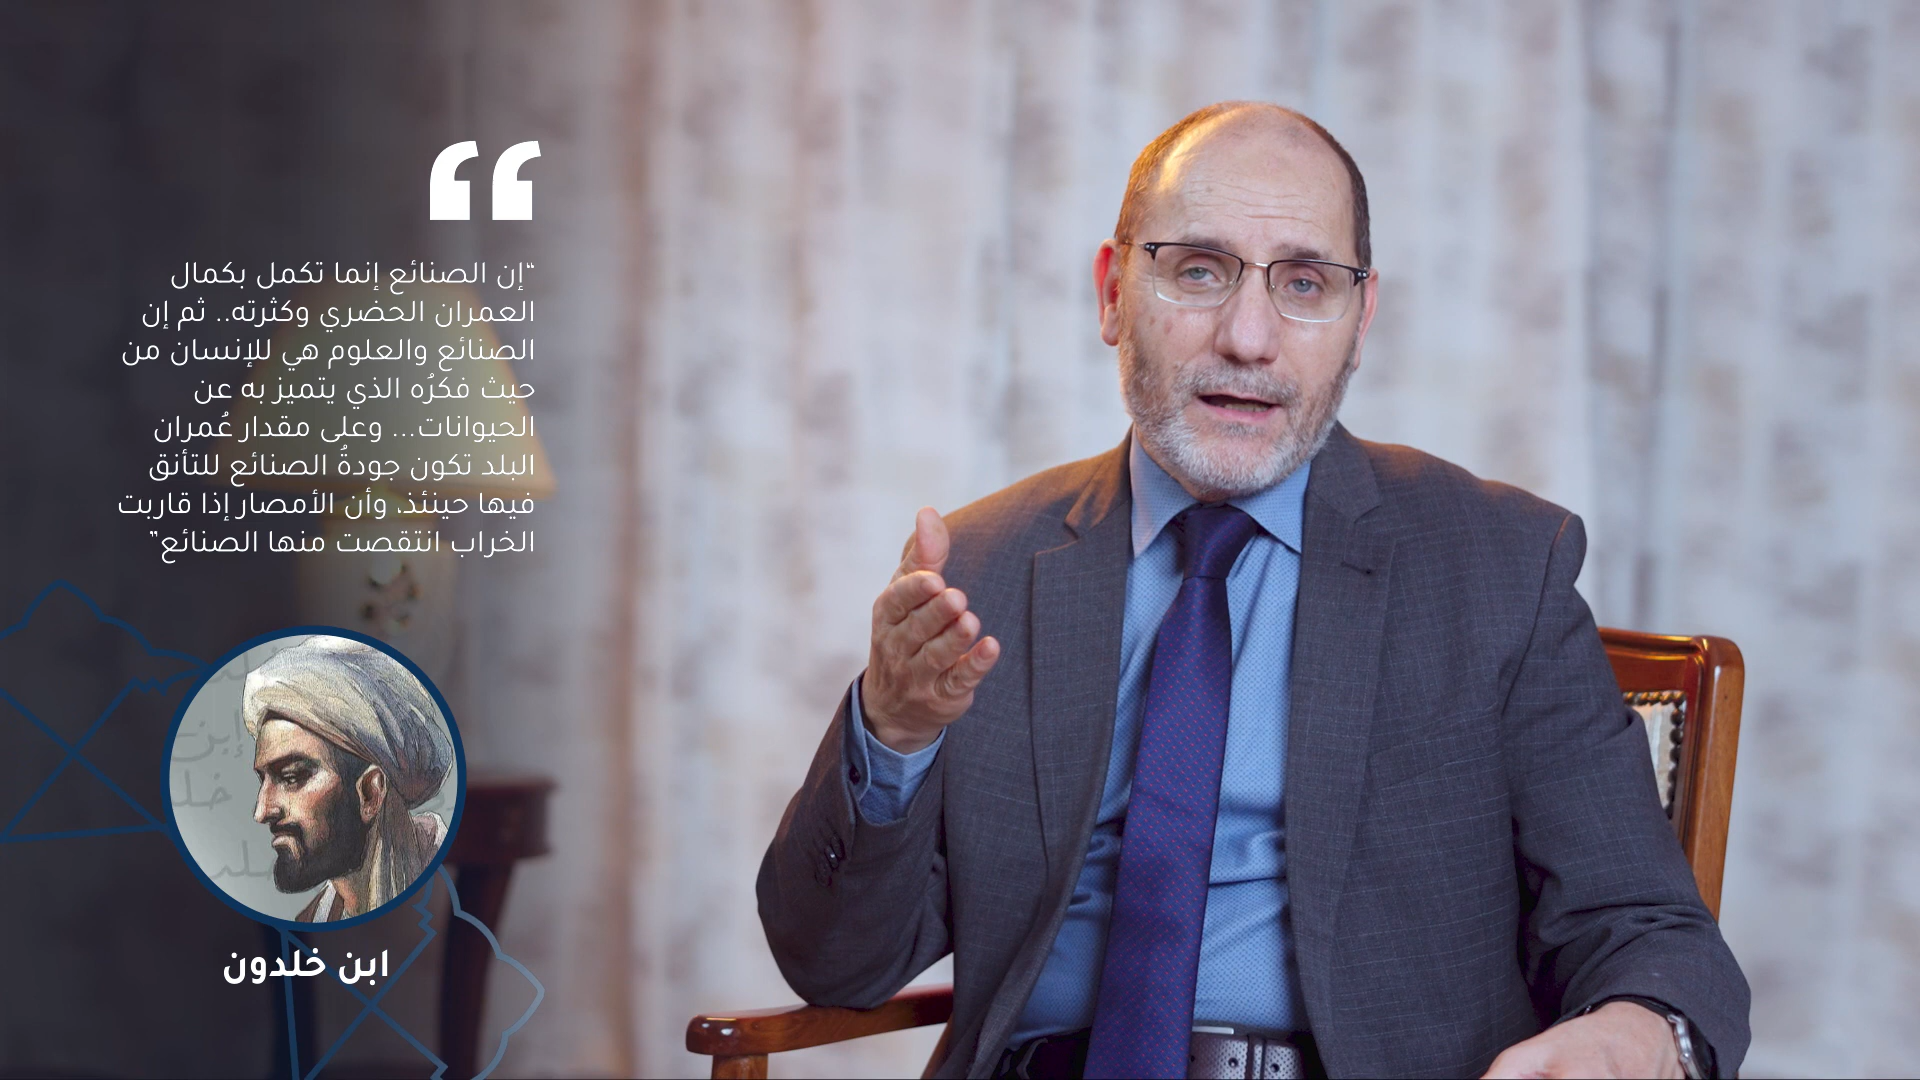 “إن الصنائع إنما تكمل بكمال
العمران الحضري وكثرته.. ثم إن
الصنائع والعلوم هي للإنسان من
حيث فكرُه الذي يتميز به عن
الحيوانات... وعلى مقدار عُمران
البلد تكون جودةُ الصنائع للتأنق
فيها حينئذ، وأن الأمصار إذا قاربت
الخراب انتقصت منها الصنائع”
ابن خلدون